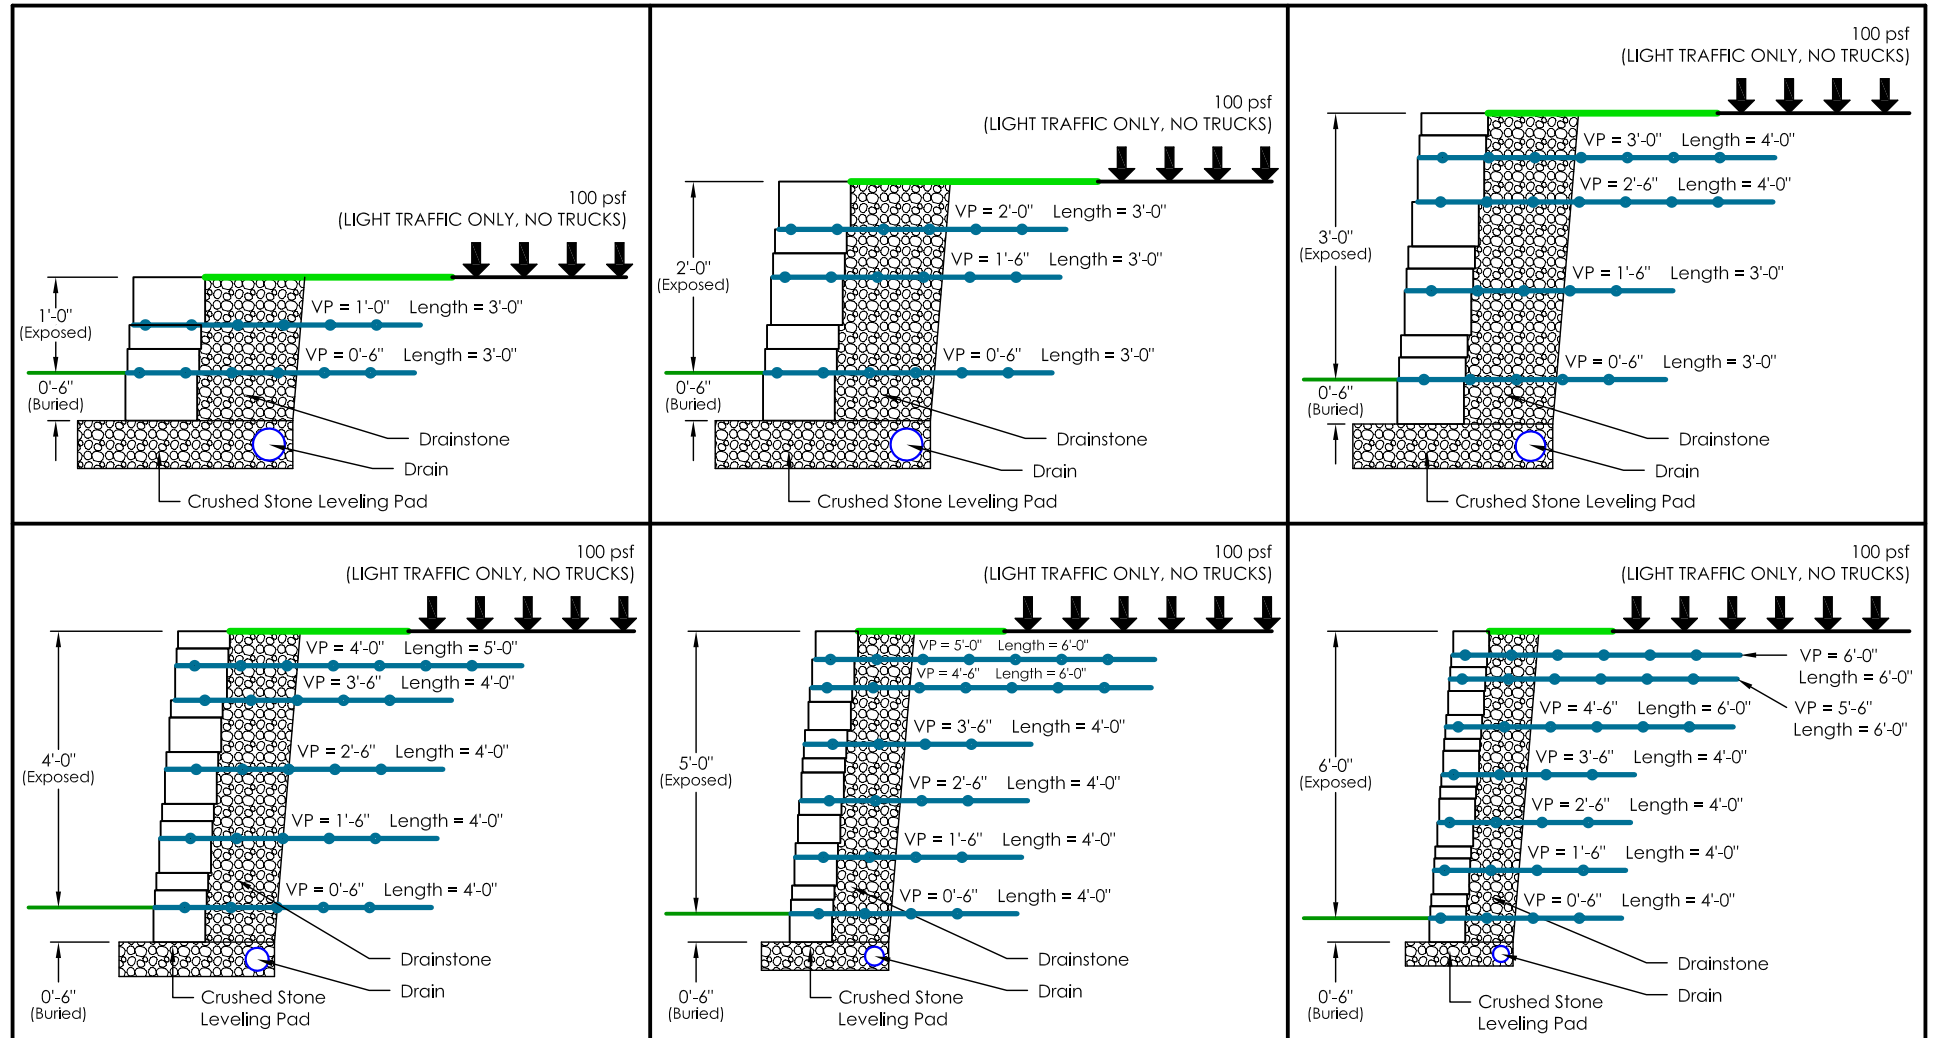 100 psf
(LIGHT TRAFFIC ONLY, NO TRUCKS)
1'-0"
(Exposed)
VP = 1'-0" Length = 3'-0"
VP = 0'-6" Length = 3'-0"
0'-6"
(Buried)
Drainstone
Drain
Crushed Stone Leveling Pad
100 psf
(LIGHT TRAFFIC ONLY, NO TRUCKS)
2'-0"
(Exposed)
VP = 2'-0" Length = 3'-0"
VP = 1'-6" Length = 3'-0"
VP = 0'-6" Length = 3'-0"
0'-6"
(Buried)
Drainstone
Drain
Crushed Stone Leveling Pad
100 psf
(LIGHT TRAFFIC ONLY, NO TRUCKS)
VP = 3'-0" Length = 4'-0"
VP = 2'-6" Length = 4'-0"
3'-0"
(Exposed)
VP = 1'-6" Length = 3'-0"
VP = 0'-6" Length = 3'-0"
0'-6"
(Buried)
Drainstone
Drain
Crushed Stone Leveling Pad
100 psf
(LIGHT TRAFFIC ONLY, NO TRUCKS)
VP = 4'-0" Length = 5'-0"
VP = 3'-6" Length = 4'-0"
4'-0"
(Exposed)
VP = 2'-6" Length = 4'-0"
VP = 1'-6" Length = 4'-0"
VP = 0'-6" Length = 4'-0"
Drainstone
Drain
0'-6"
(Buried)
Crushed Stone
Leveling Pad
100 psf
(LIGHT TRAFFIC ONLY, NO TRUCKS)
VP = 5'-0" Length = 6'-0"
VP = 4'-6" Length = 6'-0"
VP = 3'-6" Length = 4'-0"
5'-0"
(Exposed)
VP = 2'-6" Length = 4'-0"
VP = 1'-6" Length = 4'-0"
VP = 0'-6" Length = 4'-0"
Drainstone
Drain
0'-6"
(Buried)
Crushed Stone
Leveling Pad
100 psf
(LIGHT TRAFFIC ONLY, NO TRUCKS)
VP = 6'-0"
Length = 6'-0"
VP = 5'-6"
Length = 6'-0"
VP = 4'-6" Length = 6'-0"
VP = 3'-6" Length = 4'-0"
6'-0"
(Exposed)
VP = 2'-6" Length = 4'-0"
VP = 1'-6" Length = 4'-0"
VP = 0'-6" Length = 4'-0"
Drainstone
Drain
0'-6"
(Buried)
Crushed Stone
Leveling Pad